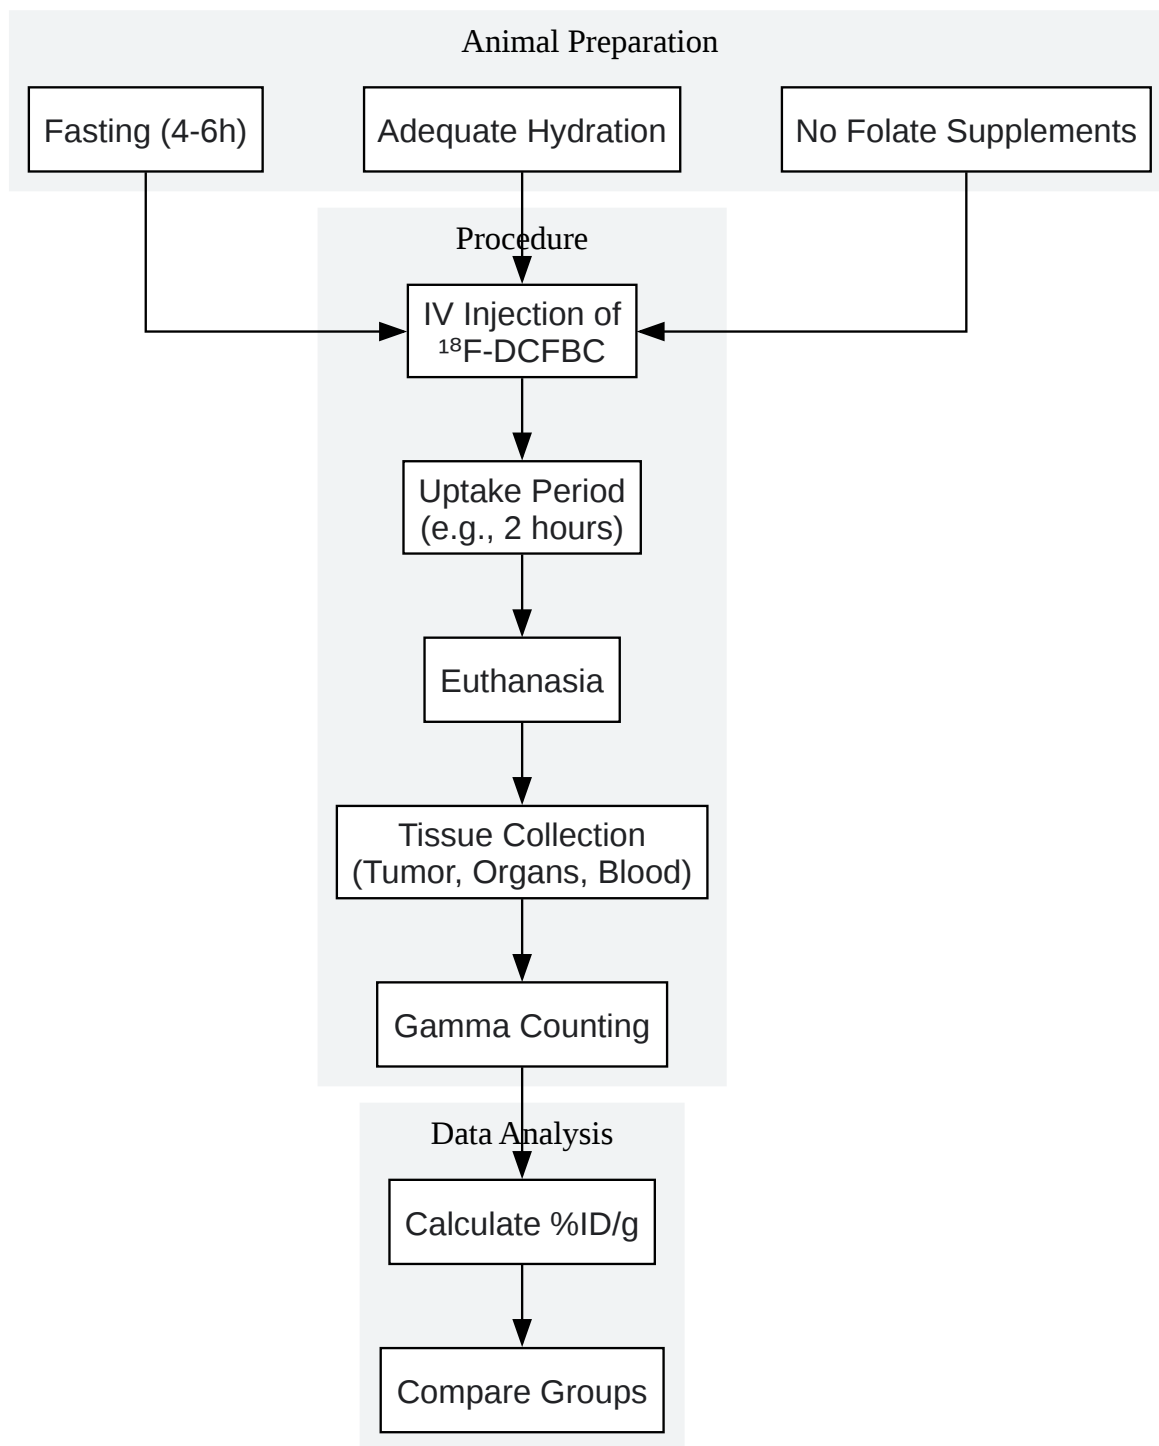 Animal Preparation
Fasting (4-6h)
Adequate Hydration
No Folate Supplements
Procedure
IV Injection of
¹⁸F-DCFBC
Uptake Period
(e.g., 2 hours)
Euthanasia
Tissue Collection
(Tumor, Organs, Blood)
Gamma Counting
Data Analysis
Calculate %ID/g
Compare Groups